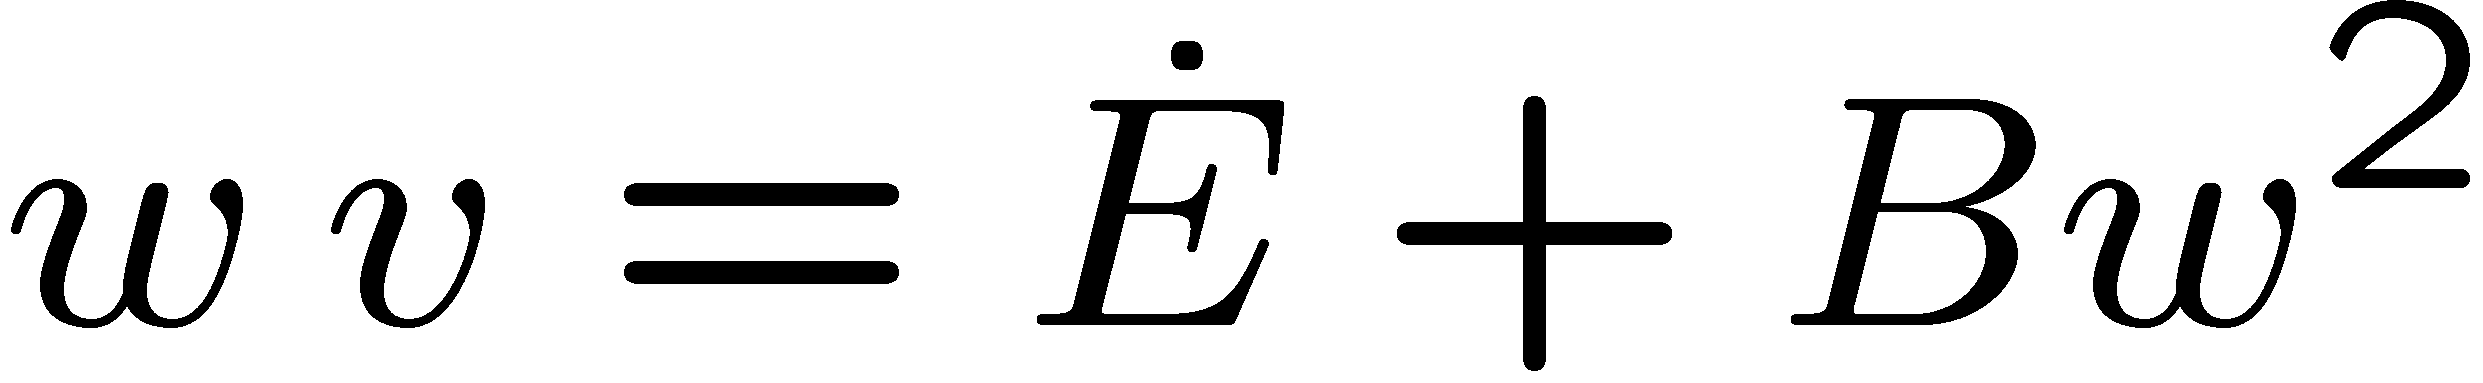 w v = Ė + Bw²